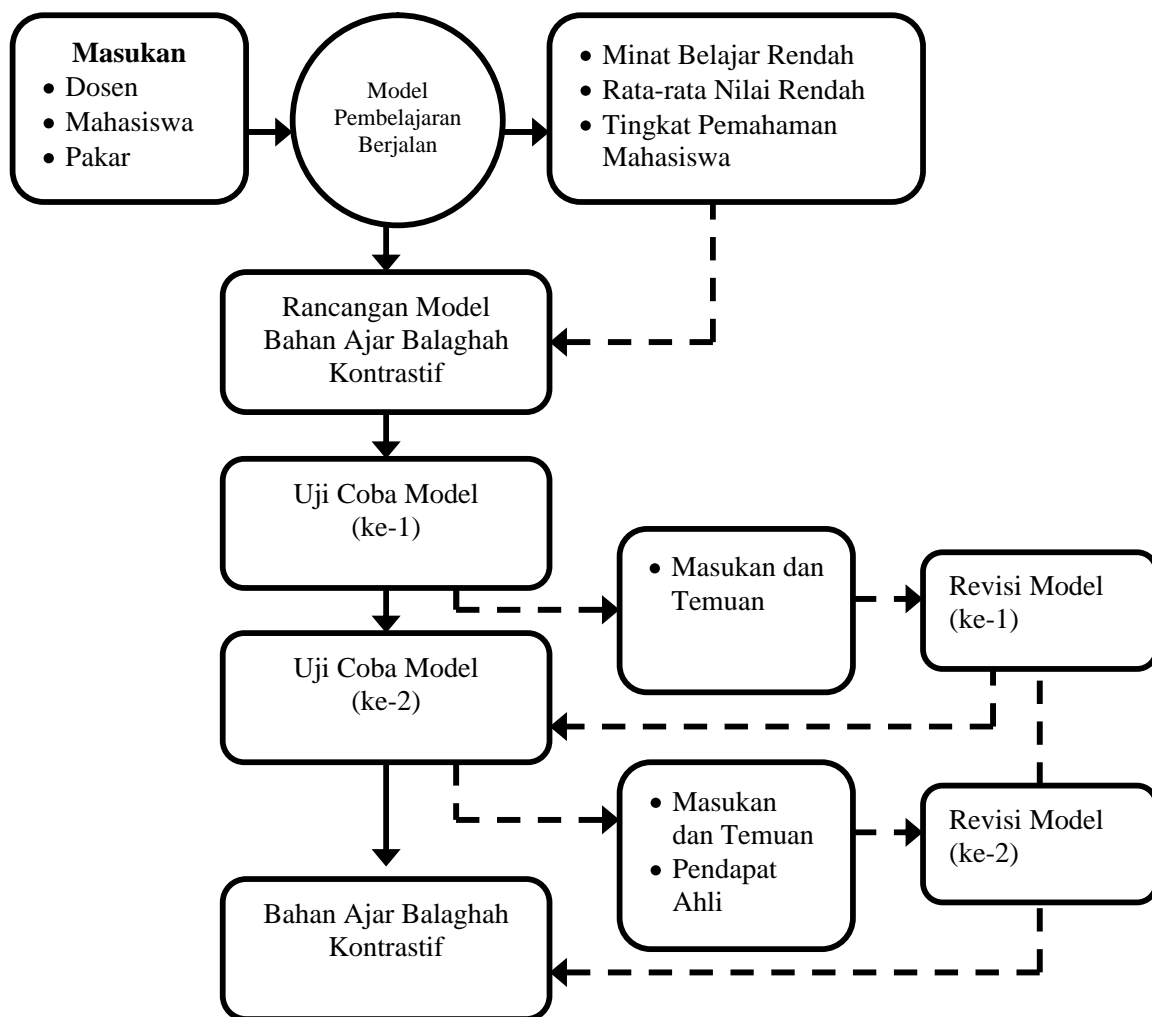 Masukan
• Dosen
• Mahasiswa
• Pakar
Model
Pembelajaran
Berjalan
• Minat Belajar Rendah
• Rata-rata Nilai Rendah
• Tingkat Pemahaman
Mahasiswa
Rancangan Model
Bahan Ajar Balaghah
Kontrastif
Uji Coba Model
(ke-1)
• Masukan dan
Temuan
Revisi Model
(ke-1)
Uji Coba Model
(ke-2)
• Masukan
dan Temuan
• Pendapat
Ahli
Revisi Model
(ke-2)
Bahan Ajar Balaghah
Kontrastif